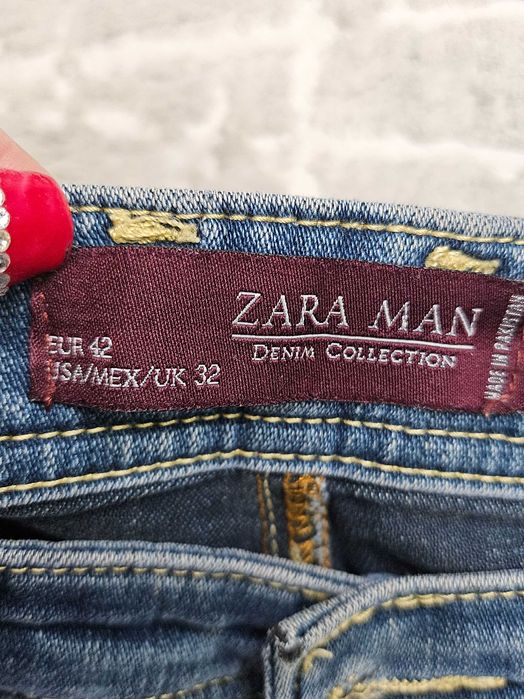 ZARA MAN
DENIM COLLECTION
EUR 42
USA/MEX/UK 32
MADE IN PAKISTAN